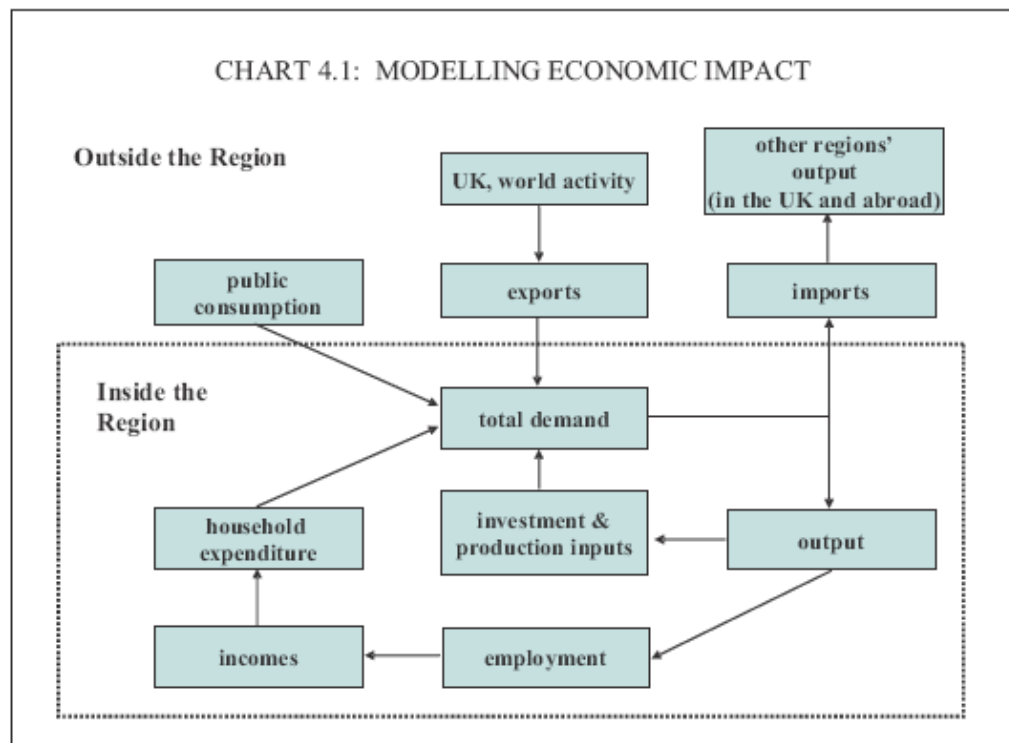 CHART 4.1: MODELLING ECONOMIC IMPACT
Outside the Region
other regions'
output
(in the UK and abroad)
UK, world activity
public
consumption
exports
imports
Inside the
Region
total demand
household
expenditure
investment &
production inputs
output
incomes
employment